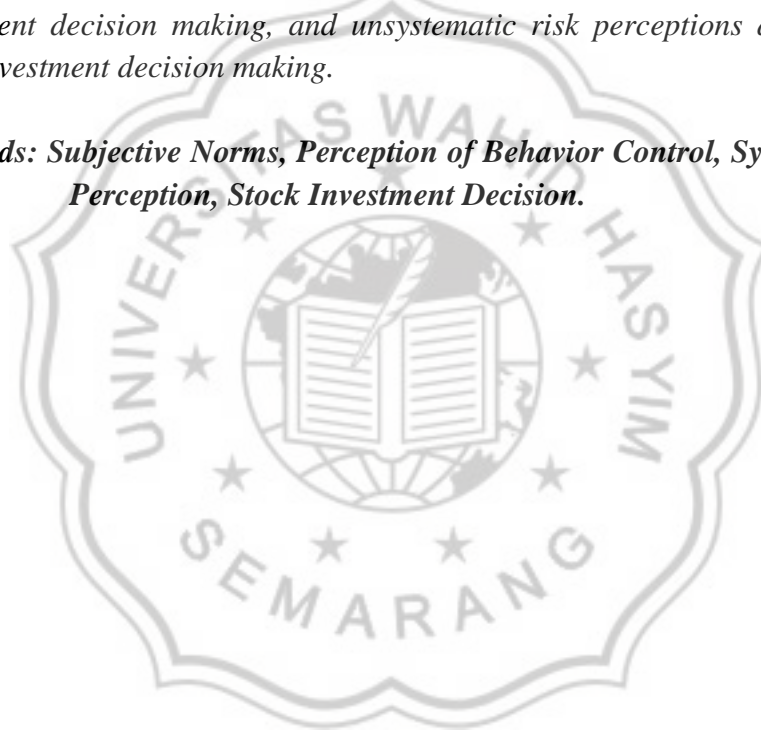 ent decision making, and unsystematic risk perceptions
vestment decision making.
ds: Subjective Norms, Perception of Behavior Control, Sy
Perception, Stock Investment Decision.
UNIVERSITAS WAHID HASYIM
SEMARANG